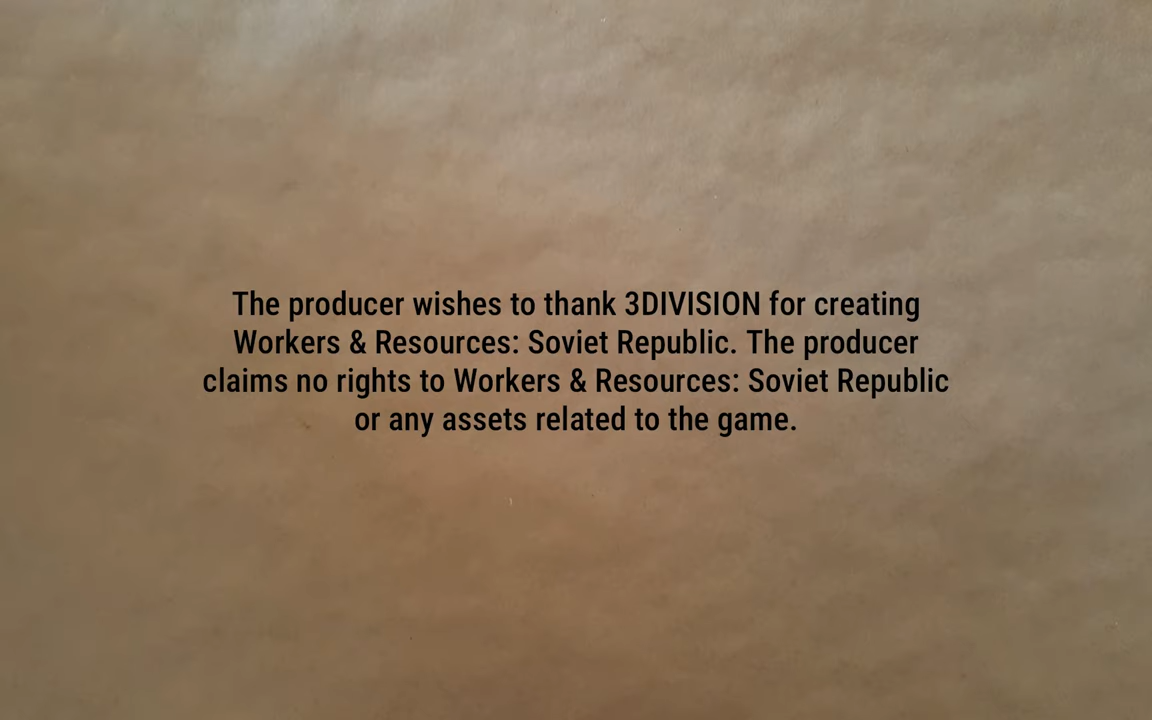 The producer wishes to thank 3DIVISION for creating
Workers & Resources: Soviet Republic. The producer
claims no rights to Workers & Resources: Soviet Republic
or any assets related to the game.